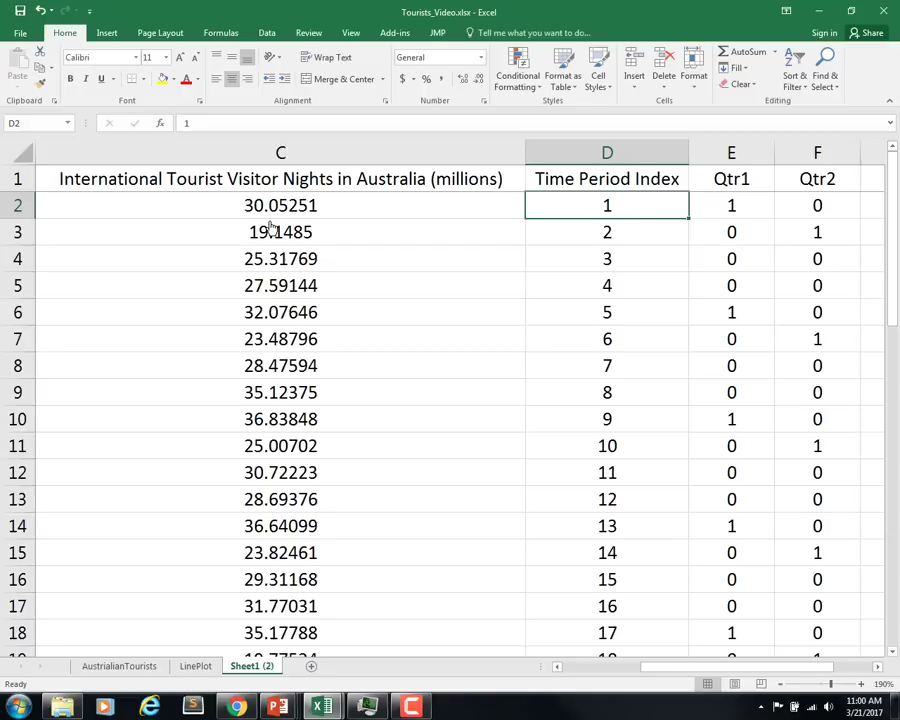 Tourists_Video.xlsx - Excel
File Home Insert Page Layout Formulas Data Review View Add-ins JMP Tell me what you want to do... Sign in Share
Paste Calibri 11 Wrap Text General Conditional Formatting Format as Table Cell Styles Insert Delete Format AutoSum Fill Clear Sort & Filter Find & Select
B I U A Merge & Center $ % ,
Clipboard Font Alignment Number Styles Cells Editing
D2 fx 1
C D E F
1 International Tourist Visitor Nights in Australia (millions) Time Period Index Qtr1 Qtr2
2 30.05251 1 1 0
3 19.1485 2 0 1
4 25.31769 3 0 0
5 27.59144 4 0 0
6 32.07646 5 1 0
7 23.48796 6 0 1
8 28.47594 7 0 0
9 35.12375 8 0 0
10 36.83848 9 1 0
11 25.00702 10 0 1
12 30.72223 11 0 0
13 28.69376 12 0 0
14 36.64099 13 1 0
15 23.82461 14 0 1
16 29.31168 15 0 0
17 31.77031 16 0 0
18 35.17788 17 1 0
AustralianTourists LinePlot Sheet1 (2)
Ready 190%
11:00 AM
3/21/2017